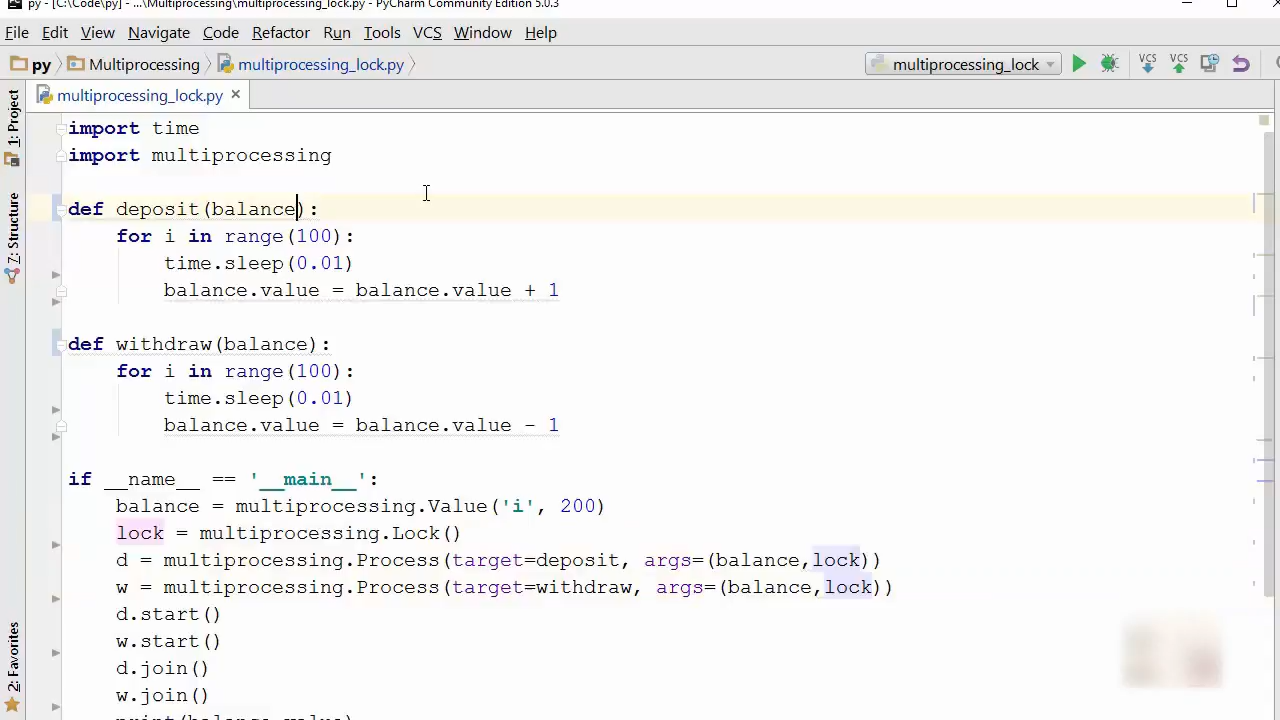 py - [C:\Code\py] - ...\Multiprocessing\multiprocessing_lock.py - PyCharm Community Edition 5.0.3
File Edit View Navigate Code Refactor Run Tools VCS Window Help
py Multiprocessing multiprocessing_lock.py multiprocessing_lock VCS VCS
multiprocessing_lock.py
1: Project
7: Structure
2: Favorites
import time
import multiprocessing
def deposit(balance):
for i in range(100):
time.sleep(0.01)
balance.value = balance.value + 1
def withdraw(balance):
for i in range(100):
time.sleep(0.01)
balance.value = balance.value - 1
if __name__ == '__main__':
balance = multiprocessing.Value('i', 200)
lock = multiprocessing.Lock()
d = multiprocessing.Process(target=deposit, args=(balance,lock))
w = multiprocessing.Process(target=withdraw, args=(balance,lock))
d.start()
w.start()
d.join()
w.join()
print(balance.value)